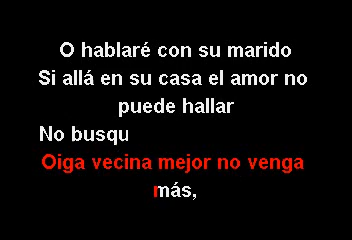 O hablaré con su marido
Si allá en su casa el amor no
puede hallar
No busqu
Oiga vecina mejor no venga
más,